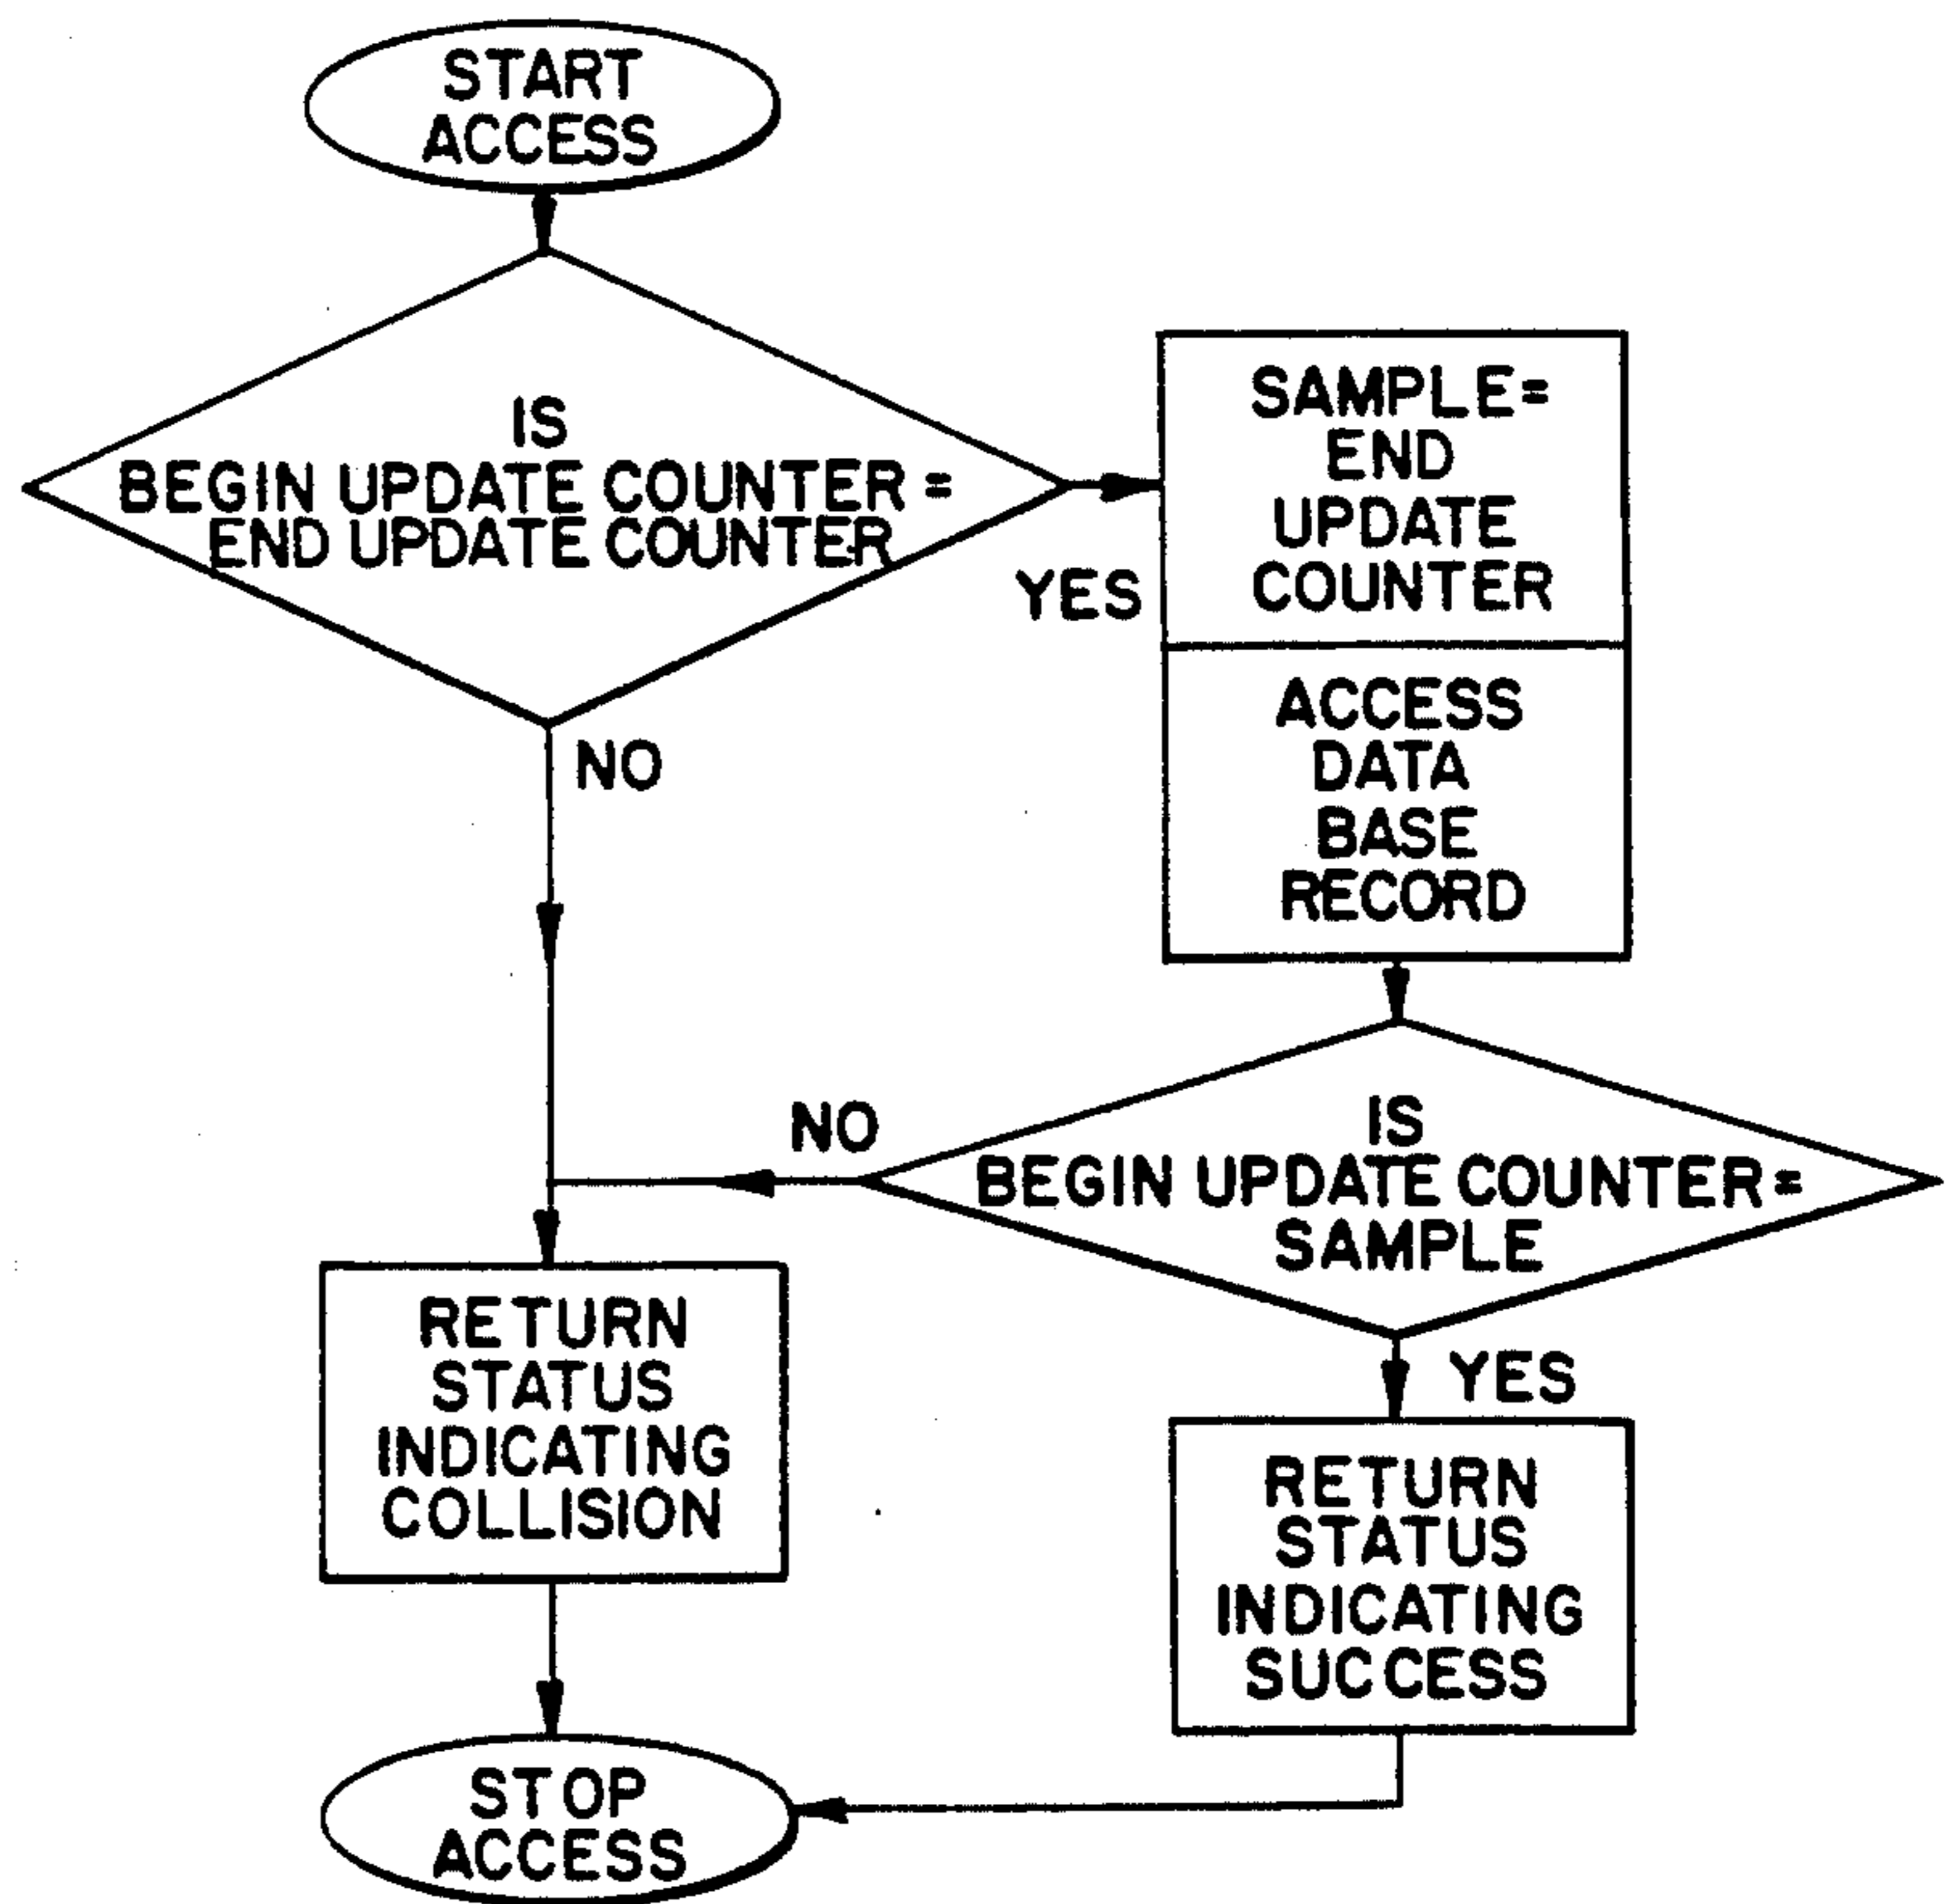 START
ACCESS
IS
BEGIN UPDATE COUNTER =
END UPDATE COUNTER
YES
NO
SAMPLE=
END
UPDATE
COUNTER
ACCESS
DATA
BASE
RECORD
IS
BEGIN UPDATE COUNTER =
SAMPLE
NO
YES
RETURN
STATUS
INDICATING
COLLISION
RETURN
STATUS
INDICATING
SUCCESS
STOP
ACCESS